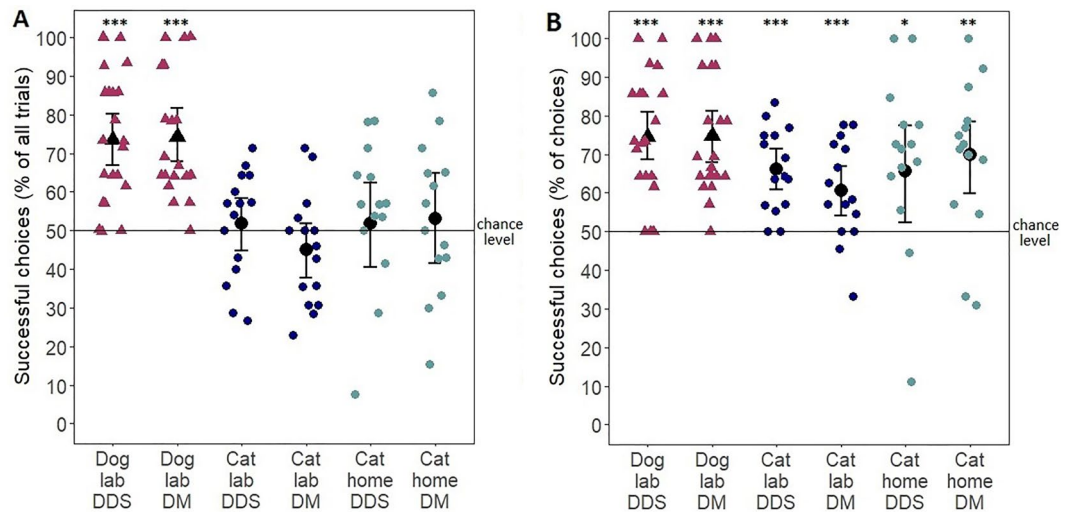 A
*** ***
Successful choices (% of all trials)
100
90
80
70
60
50
40
30
20
10
0
chance
level
Dog Dog Cat Cat Cat Cat
lab lab lab lab home home
DDS DM DDS DM DDS DM
B
*** *** *** *** * **
Successful choices (% of choices)
100
90
80
70
60
50
40
30
20
10
0
chance
level
Dog Dog Cat Cat Cat Cat
lab lab lab lab home home
DDS DM DDS DM DDS DM